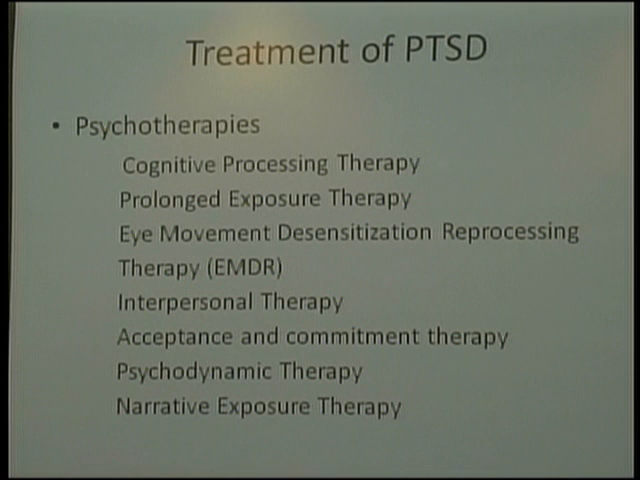 Treatment of PTSD
• Psychotherapies
Cognitive Processing Therapy
Prolonged Exposure Therapy
Eye Movement Desensitization Reprocessing
Therapy (EMDR)
Interpersonal Therapy
Acceptance and commitment therapy
Psychodynamic Therapy
Narrative Exposure Therapy